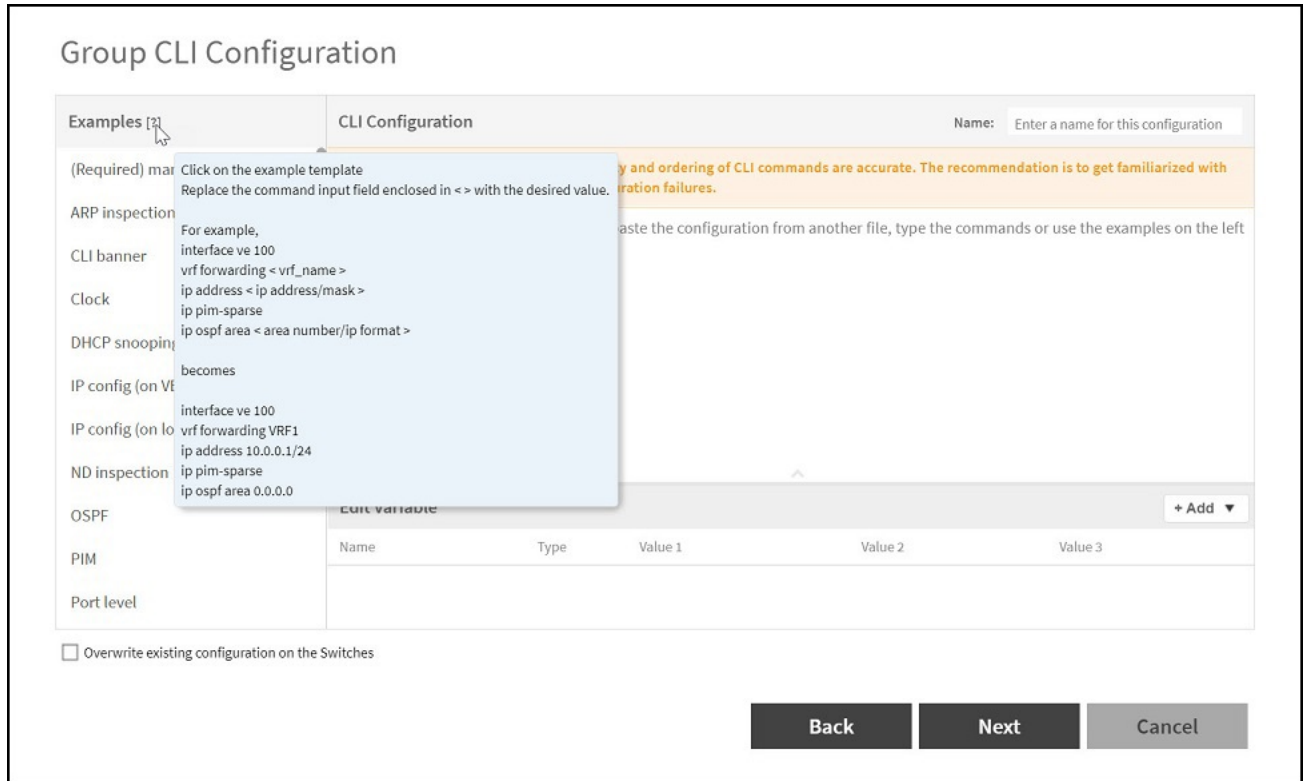 Group CLI Configuration
Examples [?]
CLI Configuration
Name:
Enter a name for this configuration
(Required)
ARP inspection
CLI banner
Clock
DHCP snooping
IP config (on
IP config (on
ND inspection
OSPF
PIM
Port level
Click on the example template
Replace the command input field enclosed in <> with the desired value.
For example,
interface ve 100
vrf forwarding < vrf_name >
ip address < ip address/mask >
ip pim-sparse
ip ospf area < area number/ip format >
becomes
interface ve 100
vrf forwarding VRF1
ip address 10.0.0.1/24
ip pim-sparse
ip ospf area 0.0.0.0
and ordering of CLI commands are accurate. The recommendation is to get familiarized with
failures.
the configuration from another file, type the commands or use the examples on the left
Edit Variable
+ Add ▼
Name Type Value 1 Value 2 Value 3
Overwrite existing configuration on the Switches
Back
Next
Cancel